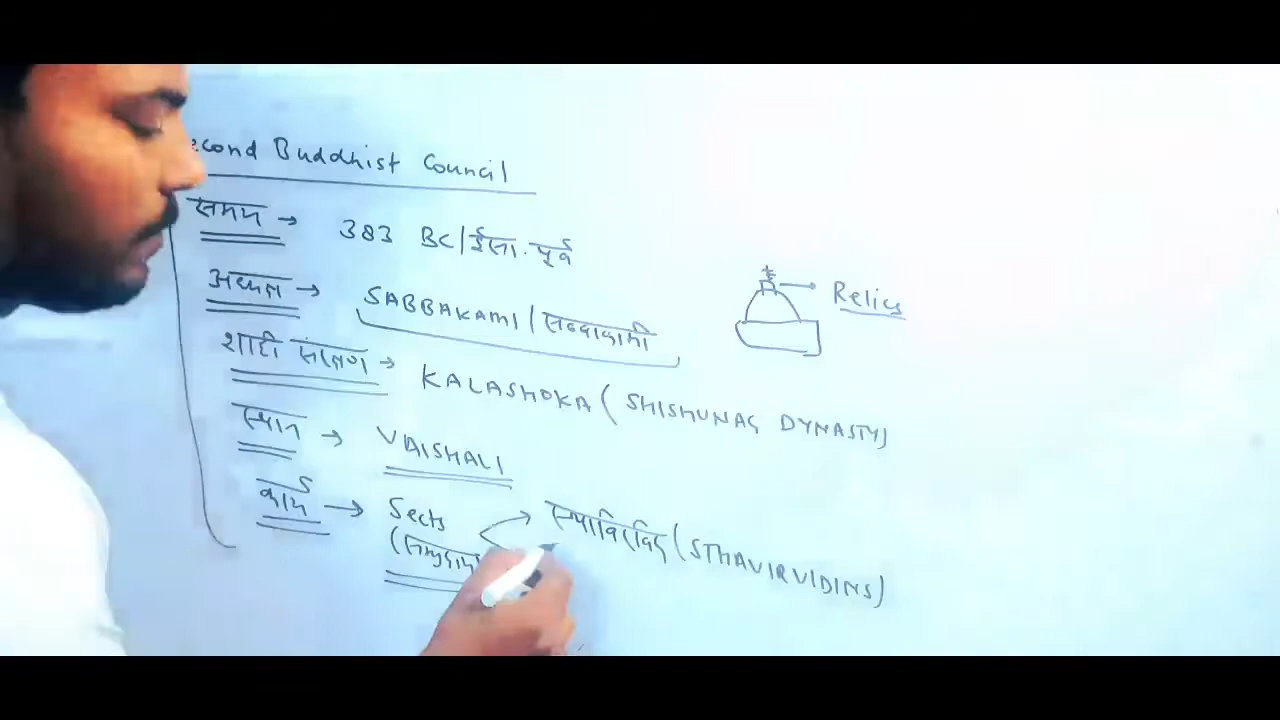 econd Buddhist Council
समय → 383 BC/ईसा. पूर्व
अध्यक्ष → SABBAKAMI / सब्बाकामी
Relics
शाही संरक्षण → KALASHOKA ( SHISHUNAG DYNASTY)
स्थान → VAISHALI
कार्य → Sects
(समुदाय
स्थाविरविद (STHAVIRVIDINS)